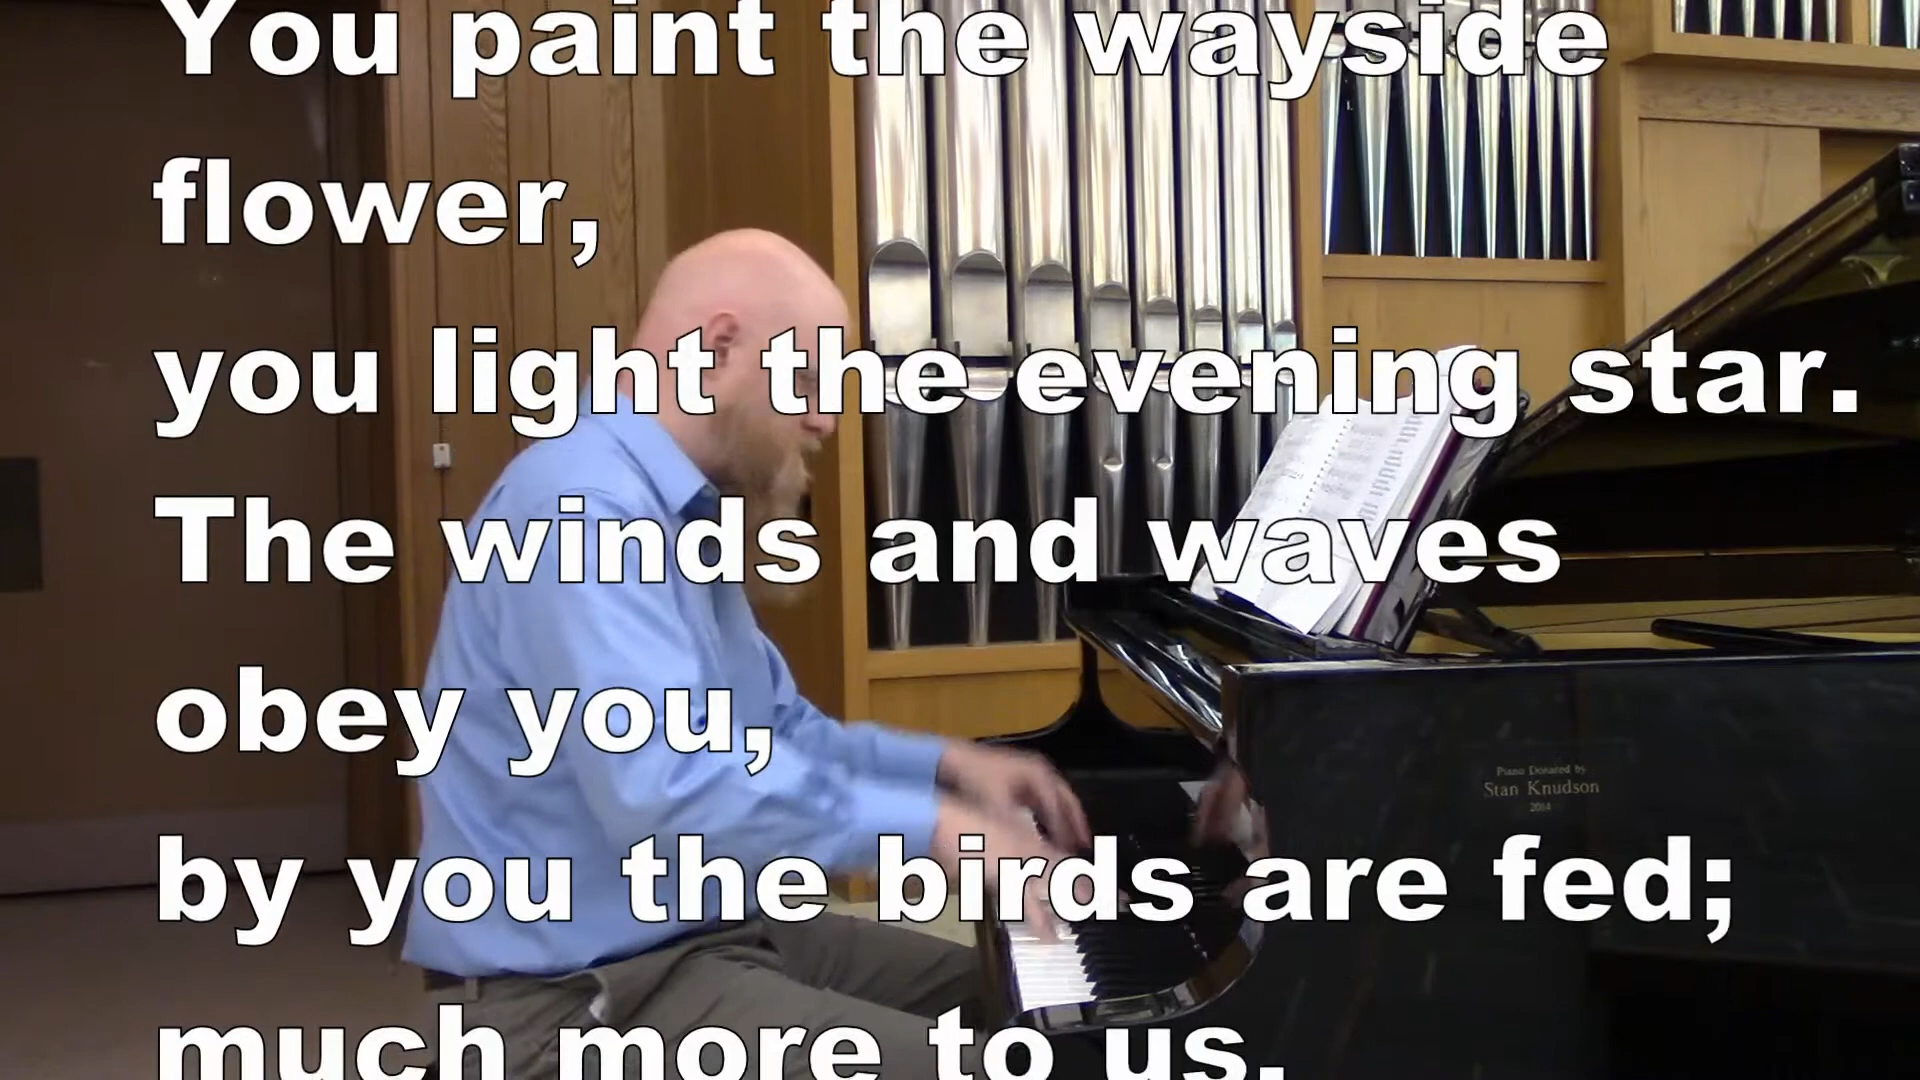 You paint the wayside
flower,
you light the evening star.
The winds and waves
obey you,
by you the birds are fed;
much more to us,
Piano Donated by
Stan Knudson
2014